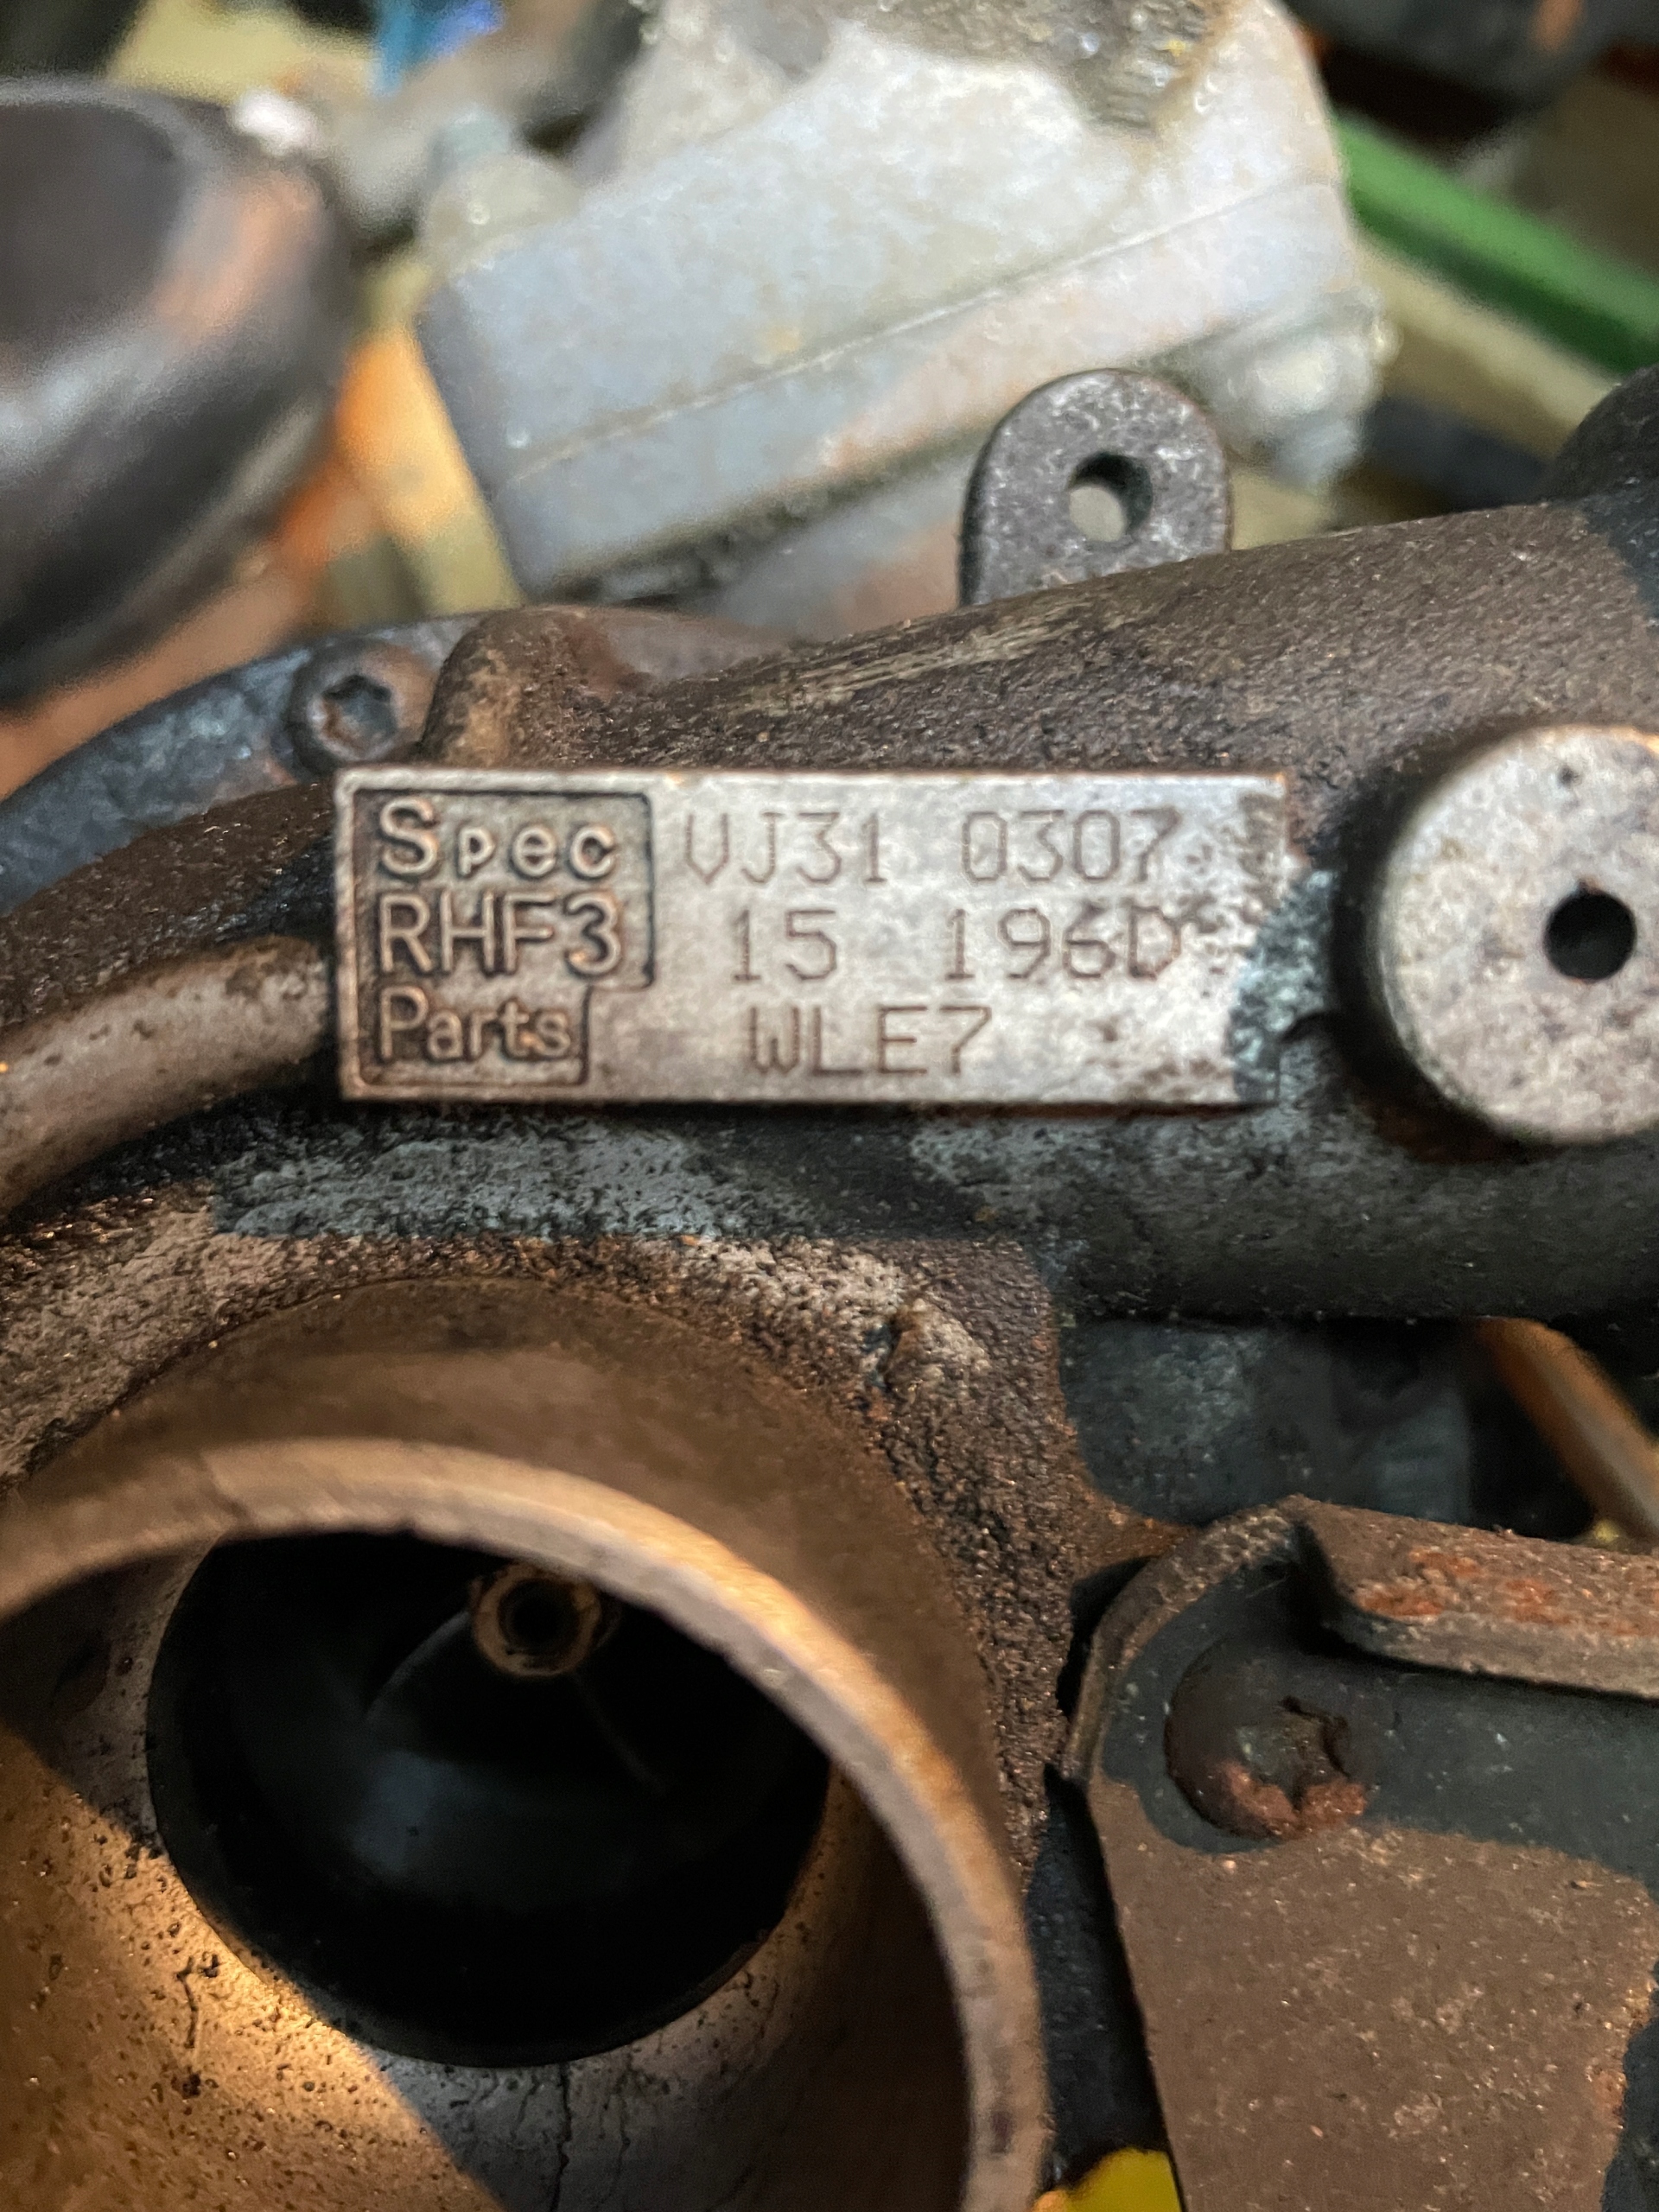 Spec VJ31 0307
RHF3 15 196D
Parts WLE7